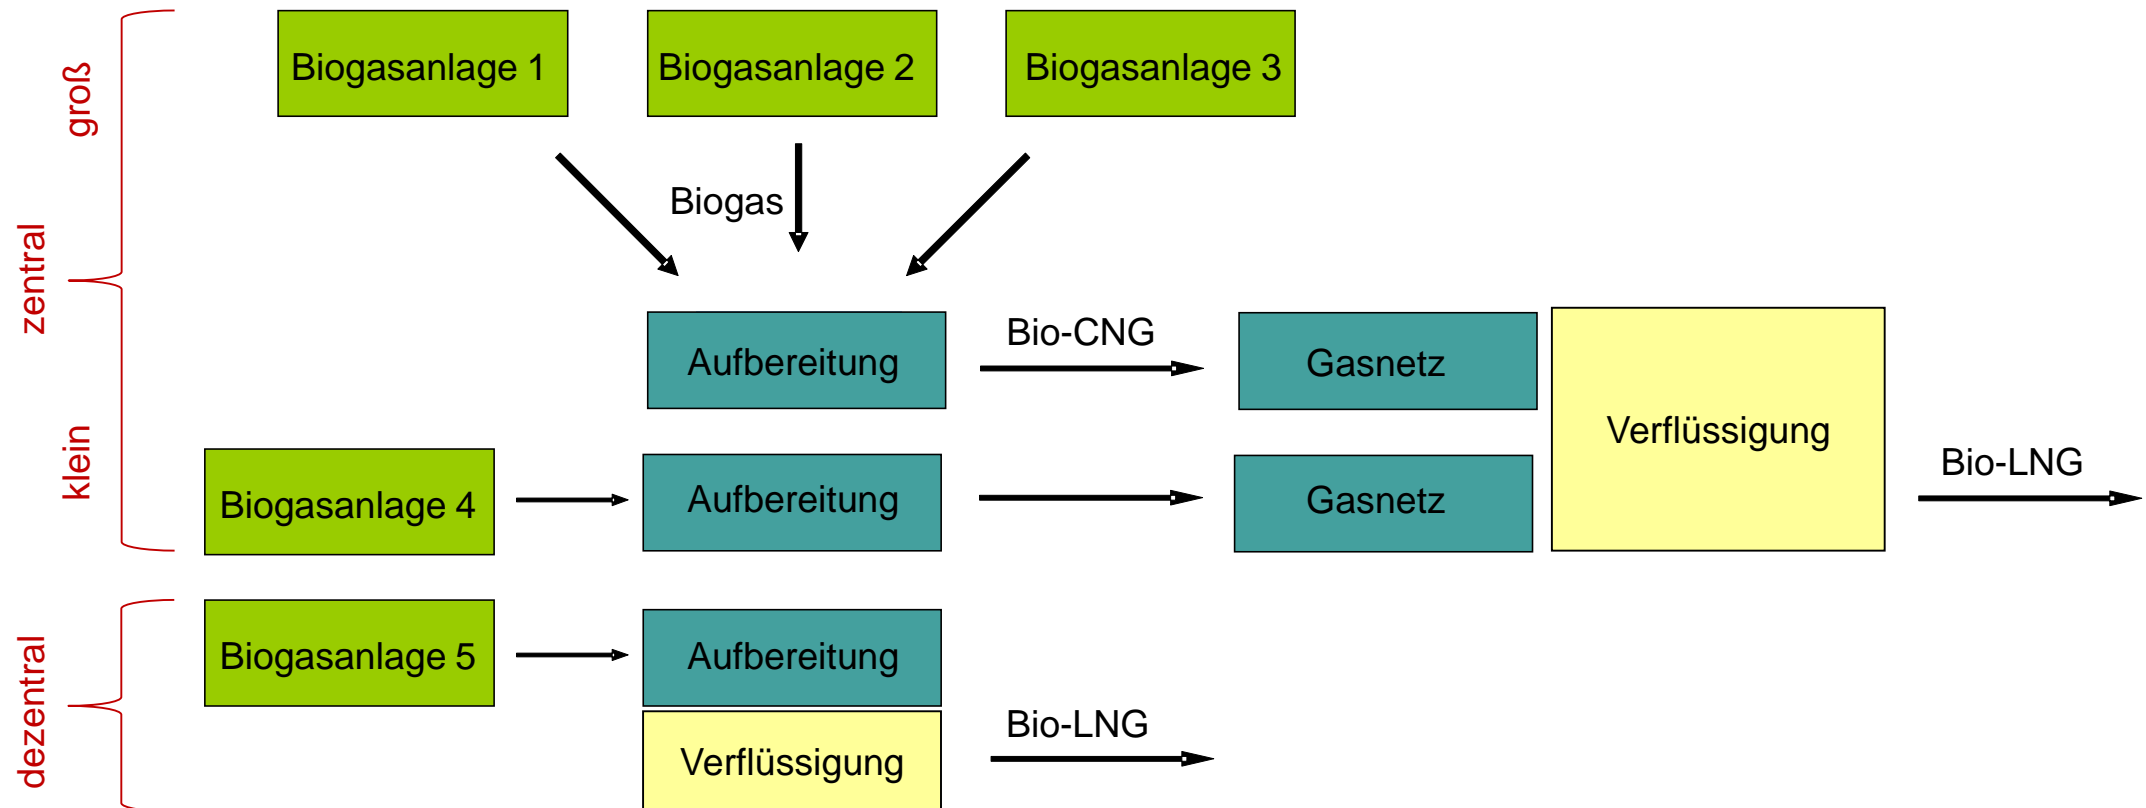 groß
Biogasanlage 1
Biogasanlage 2
Biogasanlage 3
Biogas
zentral
Aufbereitung
Bio-CNG
Gasnetz
Verflüssigung
klein
Biogasanlage 4
Aufbereitung
Gasnetz
Bio-LNG
dezentral
Biogasanlage 5
Aufbereitung
Verflüssigung
Bio-LNG